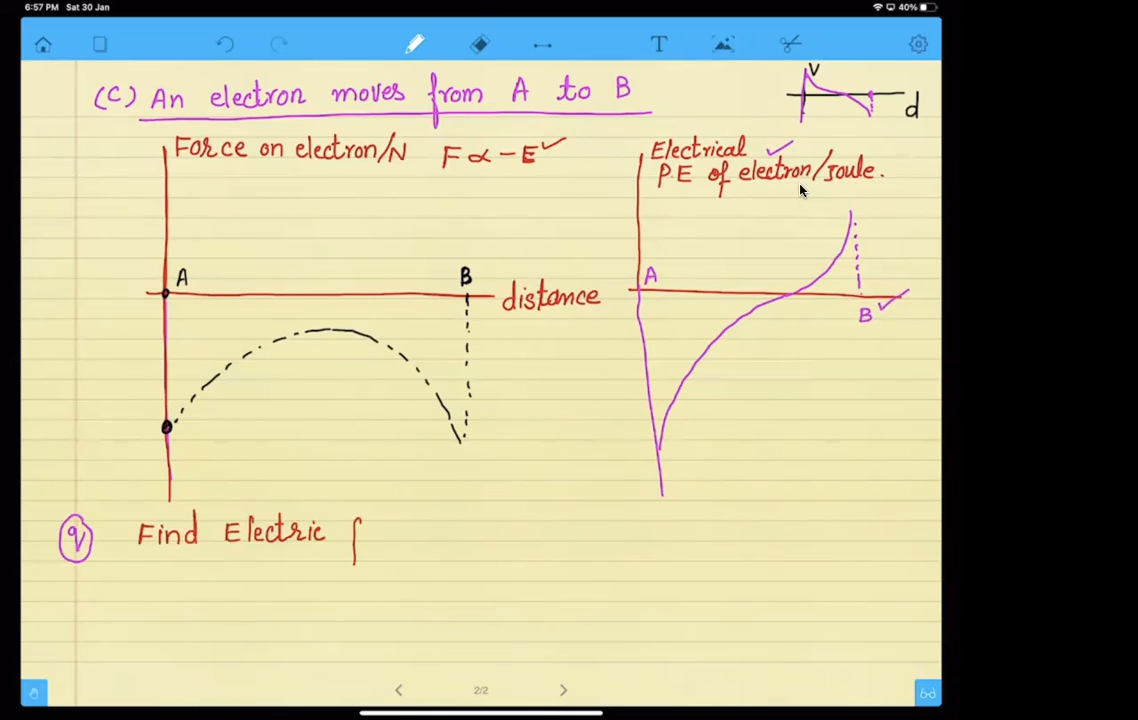 6:57 PM Sat 30 Jan
40%
T
(C) An electron moves from A to B
V
d
Force on electron/N F ∝ -E ✓
Electrical ✓
P.E of electron/Joule.
A
B
distance
A
B ✓
q Find Electric f
2/2